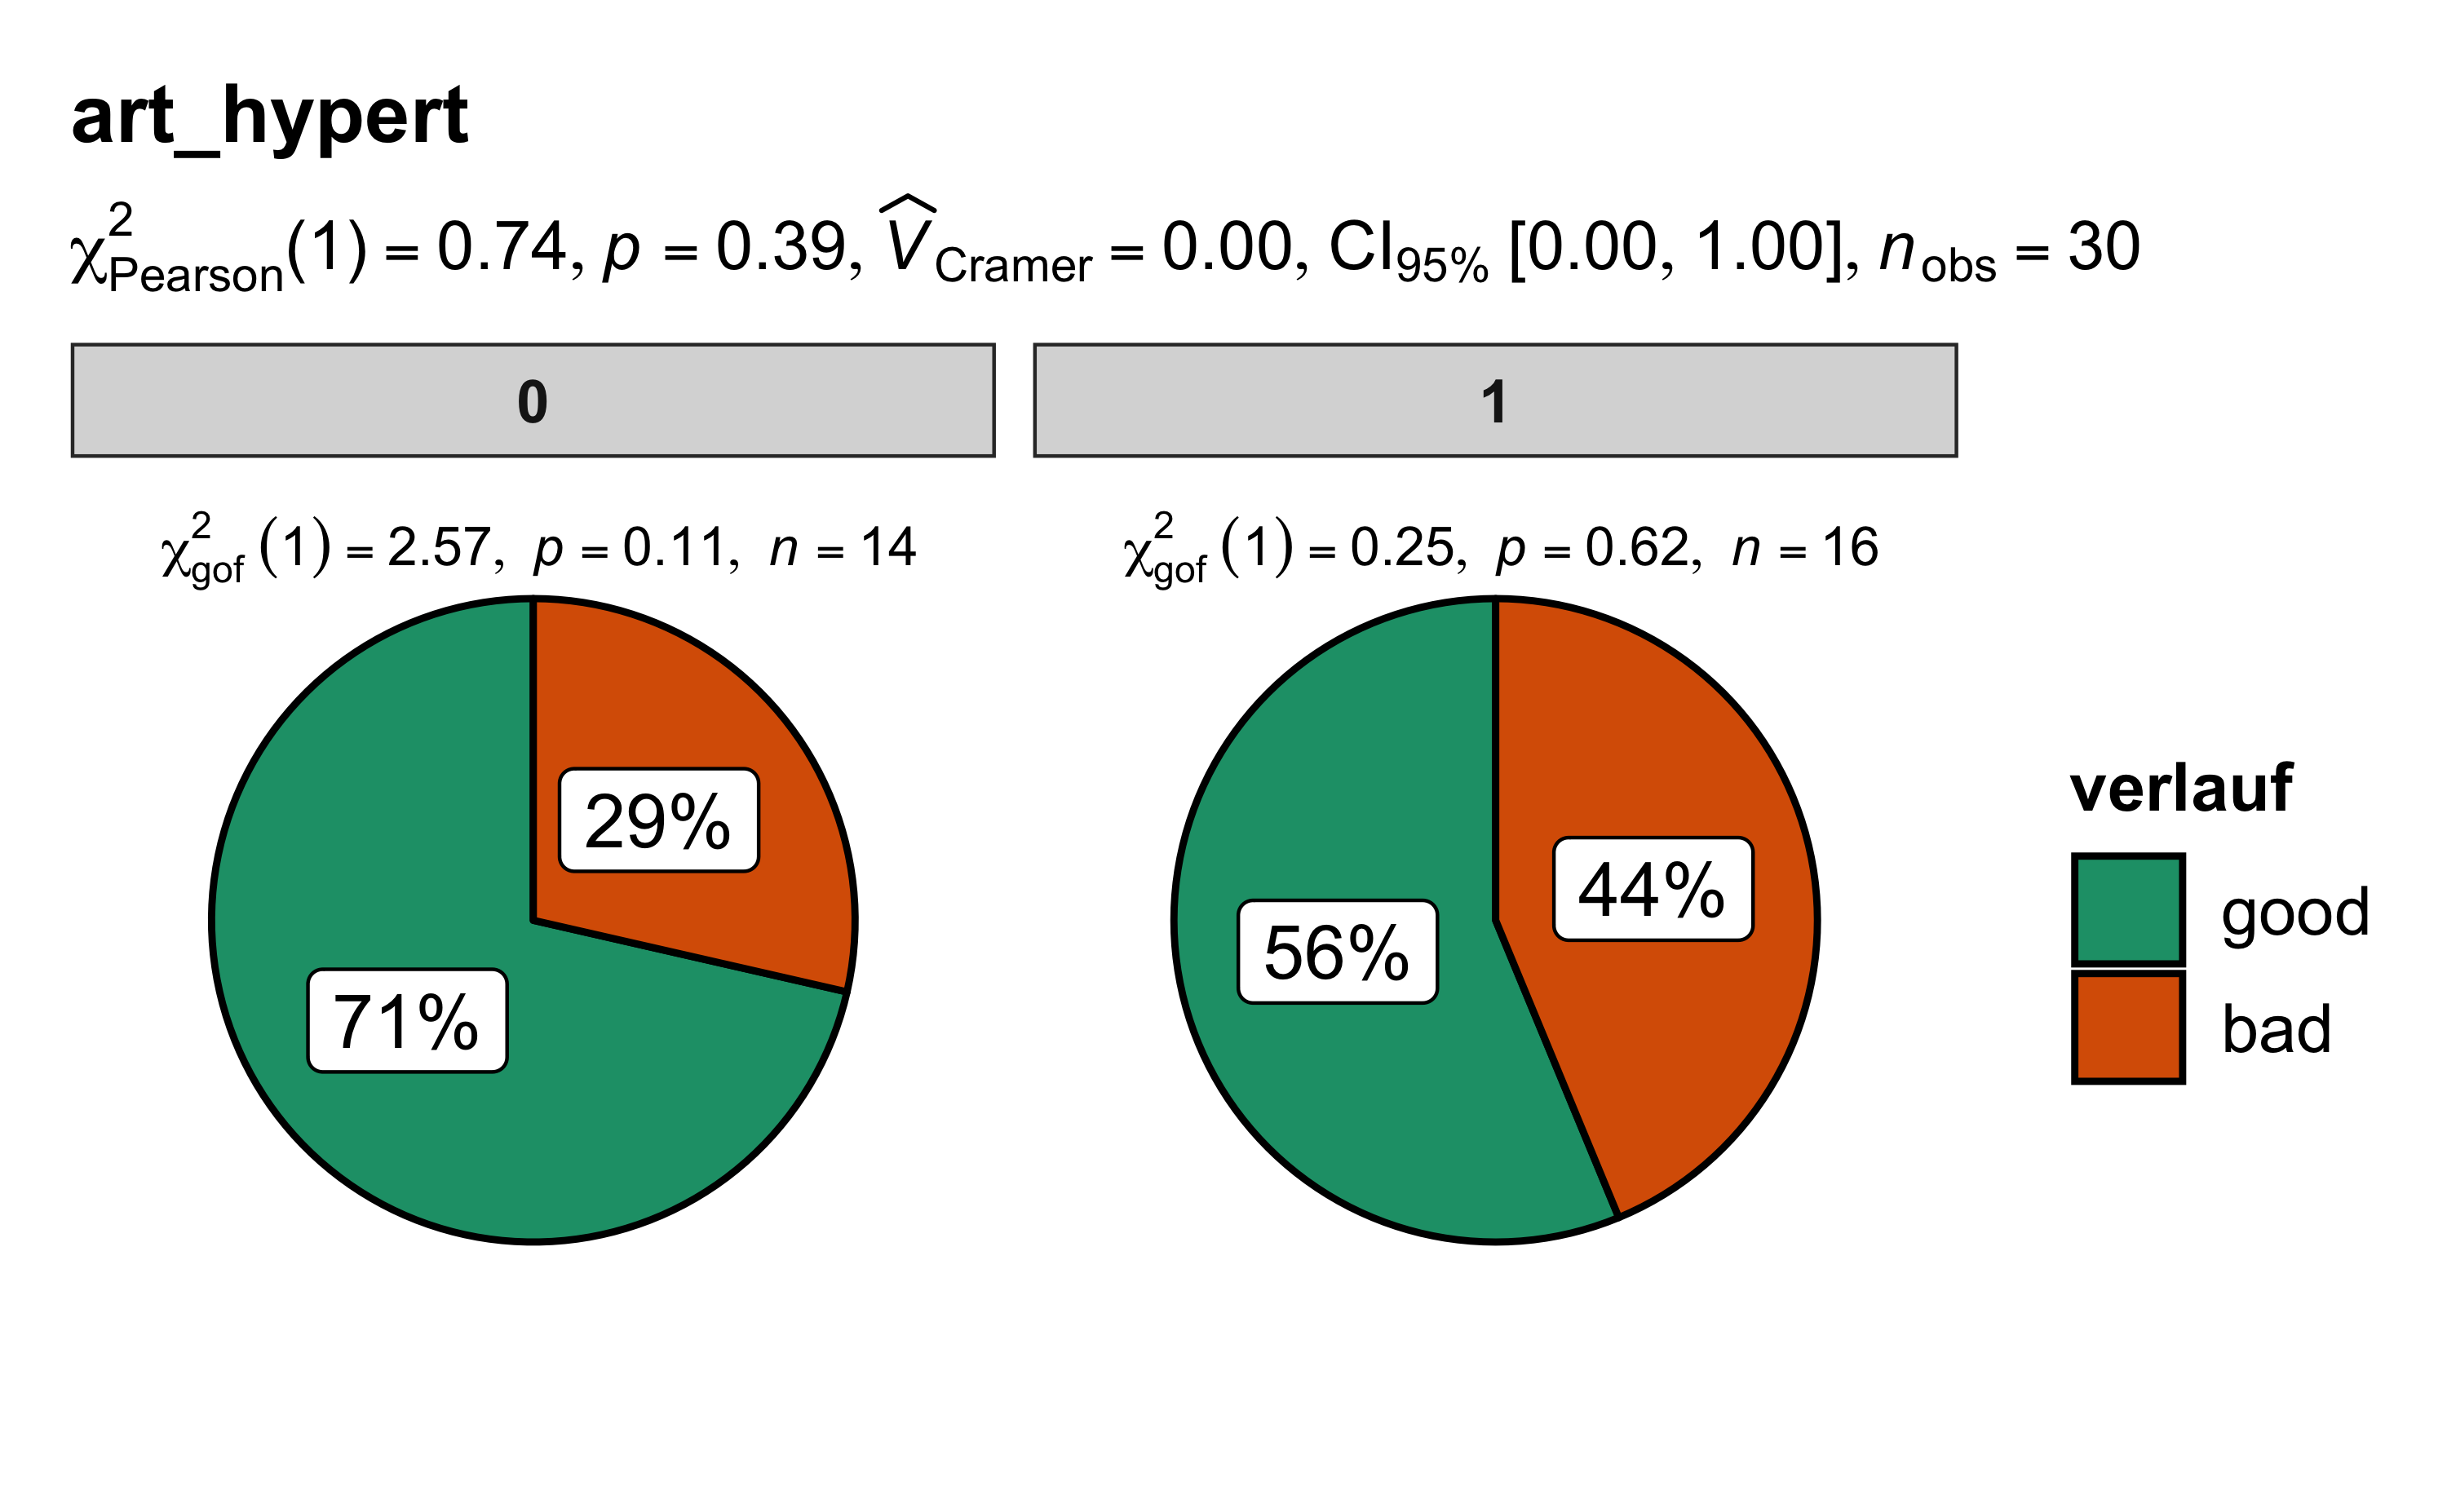 art_hypert
χ²Pearson(1) = 0.74, p = 0.39, V̂Cramer = 0.00, CI95% [0.00, 1.00], nobs = 30
0
1
χ²gof (1) = 2.57, p = 0.11, n = 14
χ²gof (1) = 0.25, p = 0.62, n = 16
29%
71%
44%
56%
verlauf
good
bad